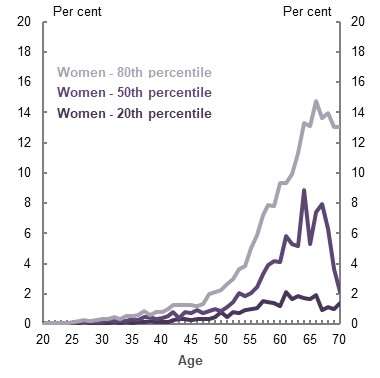 Per cent Per cent
20 20
18 18
Women - 80th percentile
16 16
Women - 50th percentile
14 14
Women - 20th percentile
12 12
10 10
8 8
6 6
4 4
2 2
0 0
20 25 30 35 40 45 50 55 60 65 70
Age